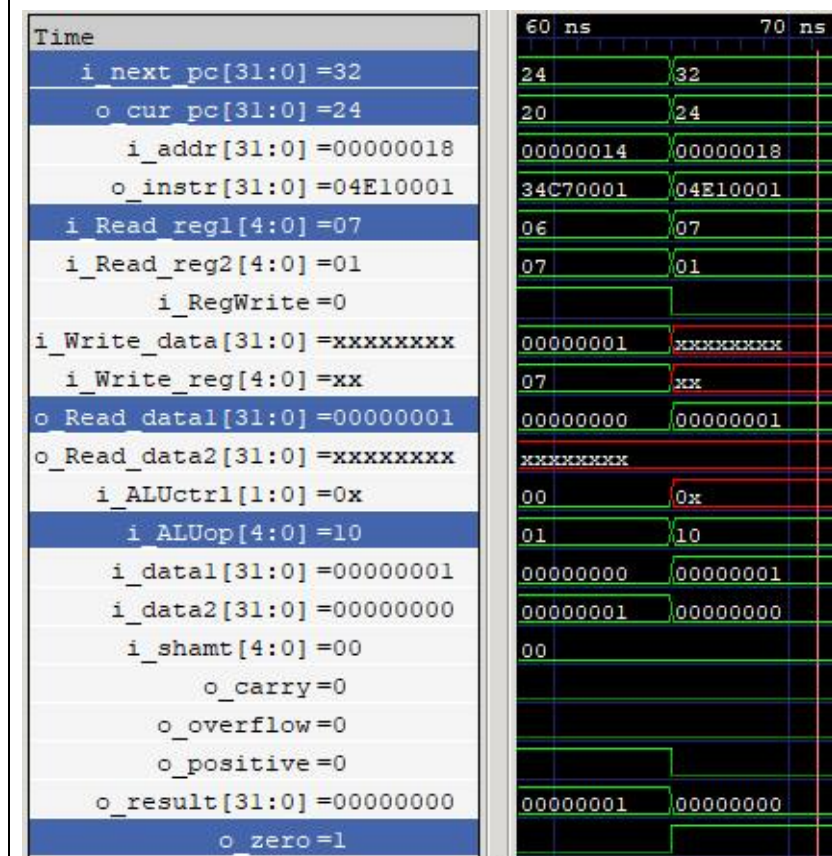 Time 60 ns 70 ns
i_next_pc[31:0]=32 24 32
o_cur_pc[31:0]=24 20 24
i_addr[31:0]=00000018 00000014 00000018
o_instr[31:0]=04E10001 34C70001 04E10001
i_Read_reg1[4:0]=07 06 07
i_Read_reg2[4:0]=01 07 01
i_RegWrite=0
i_Write_data[31:0]=xxxxxxxx 00000001 xxxxxxxx
i_Write_reg[4:0]=xx 07 xx
o_Read_data1[31:0]=00000001 00000000 00000001
o_Read_data2[31:0]=xxxxxxxx xxxxxxxx
i_ALUctrl[1:0]=0x 00 0x
i_ALUop[4:0]=10 01 10
i_data1[31:0]=00000001 00000000 00000001
i_data2[31:0]=00000000 00000001 00000000
i_shamt[4:0]=00 00
o_carry=0
o_overflow=0
o_positive=0
o_result[31:0]=00000000 00000001 00000000
o_zero=1